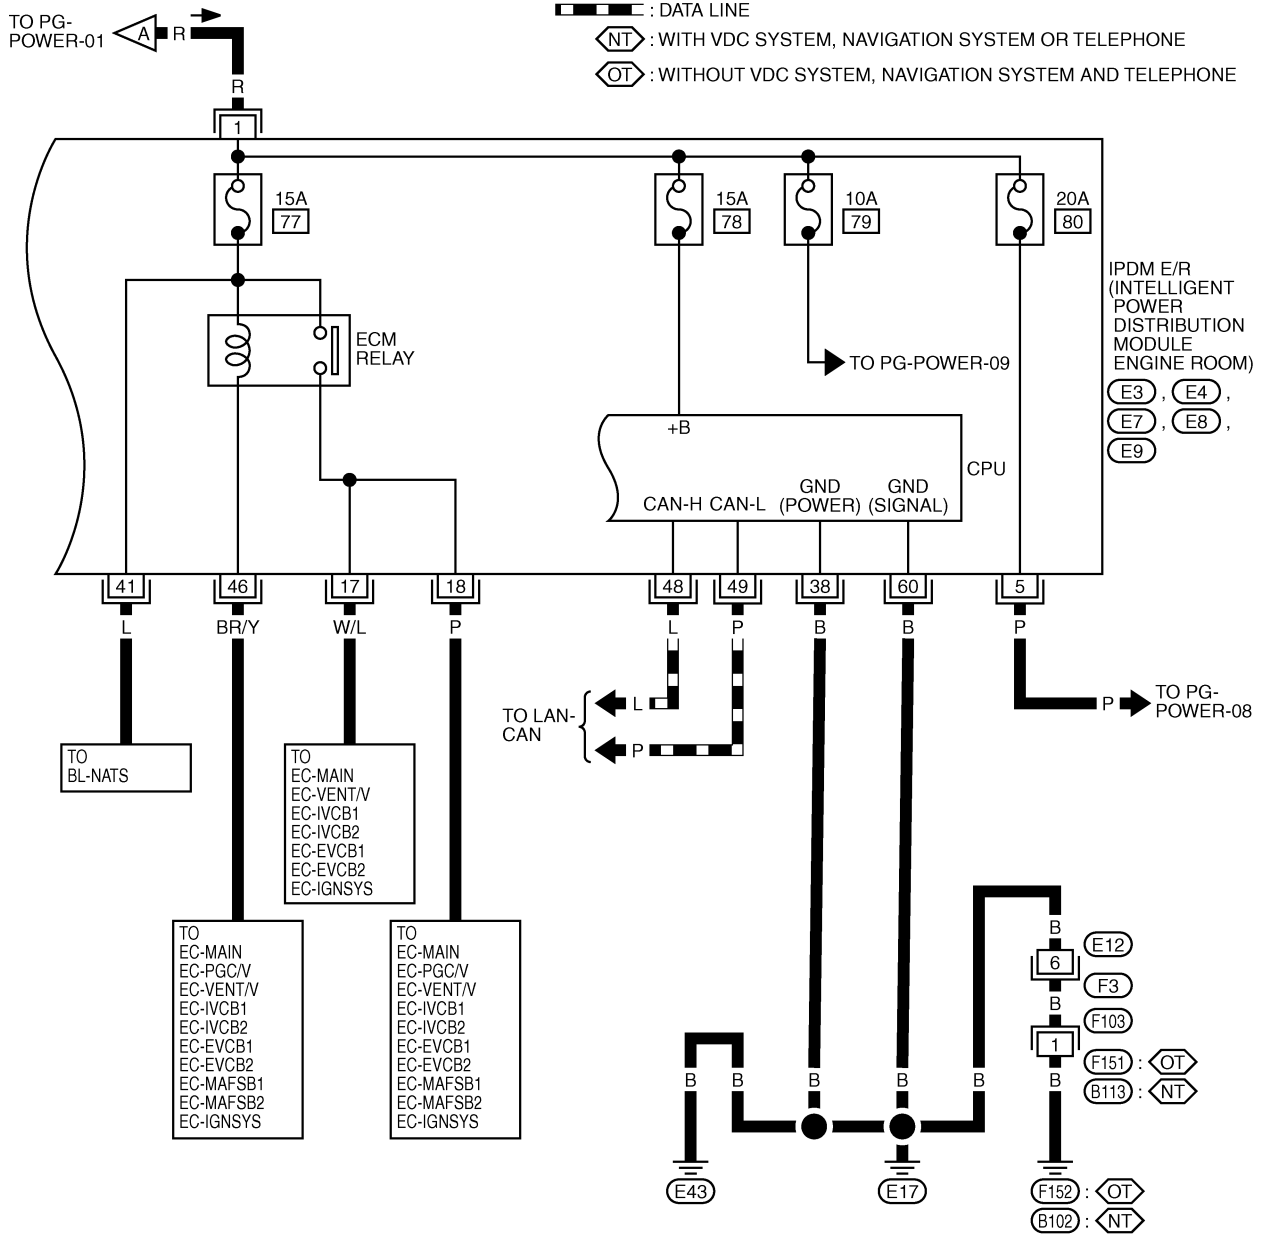 TO PG-
POWER-01
A
R
: DATA LINE
NT : WITH VDC SYSTEM, NAVIGATION SYSTEM OR TELEPHONE
OT : WITHOUT VDC SYSTEM, NAVIGATION SYSTEM AND TELEPHONE
R
1
15A
77
15A
78
10A
79
20A
80
IPDM E/R
(INTELLIGENT
POWER
DISTRIBUTION
MODULE
ENGINE ROOM)
E3 , E4 ,
E7 , E8 ,
E9
ECM
RELAY
TO PG-POWER-09
+B
CPU
CAN-H
CAN-L
GND
(POWER)
GND
(SIGNAL)
41
46
17
18
48
49
38
60
5
L
BR/Y
W/L
P
L
P
B
B
P
TO LAN-
CAN
L
P
P
TO PG-
POWER-08
TO
BL-NATS
TO
EC-MAIN
EC-VENT/V
EC-IVCB1
EC-IVCB2
EC-EVCB1
EC-EVCB2
EC-IGNSYS
TO
EC-MAIN
EC-PGC/V
EC-VENT/V
EC-IVCB1
EC-IVCB2
EC-EVCB1
EC-EVCB2
EC-MAFSB1
EC-MAFSB2
EC-IGNSYS
TO
EC-MAIN
EC-PGC/V
EC-VENT/V
EC-IVCB1
EC-IVCB2
EC-EVCB1
EC-EVCB2
EC-MAFSB1
EC-MAFSB2
EC-IGNSYS
B
6
E12
F3
B
F103
1
F151 : OT
B113 : NT
B
B
B
B
B
B
E43
E17
F152 : OT
B102 : NT